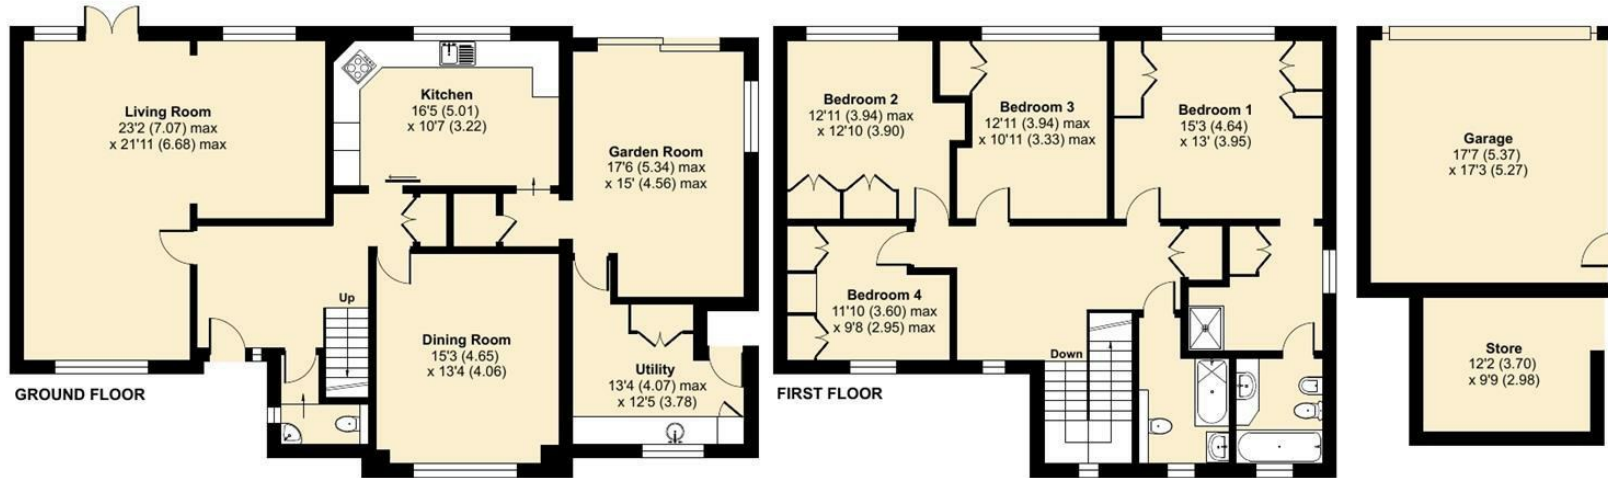 Living Room
23'2 (7.07) max
x 21'11 (6.68) max
Kitchen
16'5 (5.01)
x 10'7 (3.22)
Garden Room
17'6 (5.34) max
x 15' (4.56) max
Up
Dining Room
15'3 (4.65)
x 13'4 (4.06)
Utility
13'4 (4.07) max
x 12'5 (3.78)
GROUND FLOOR
Bedroom 2
12'11 (3.94) max
x 12'10 (3.90)
Bedroom 3
12'11 (3.94) max
x 10'11 (3.33) max
Bedroom 1
15'3 (4.64)
x 13' (3.95)
Bedroom 4
11'10 (3.60) max
x 9'8 (2.95) max
Down
FIRST FLOOR
Garage
17'7 (5.37)
x 17'3 (5.27)
Store
12'2 (3.70)
x 9'9 (2.98)